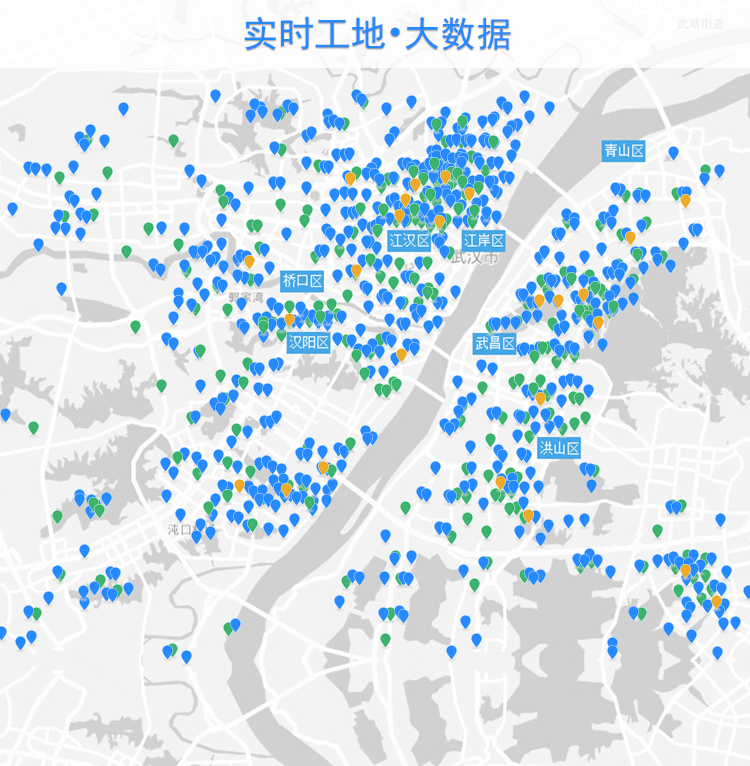 实时工地•大数据
武湖街道
青山区
江汉区
江岸区
武汉市
桥口区
郭家湾
汉阳区
武昌区
洪山区
沌口